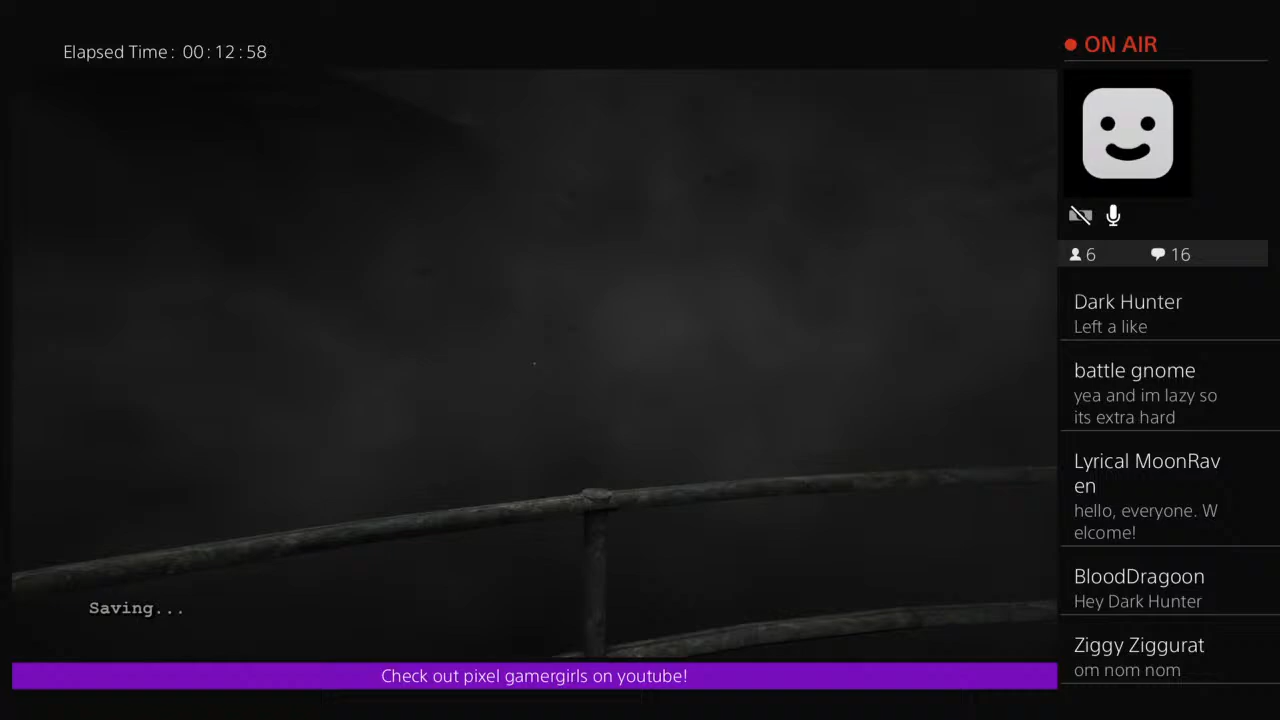 Elapsed Time: 00:12:58
ON AIR
6 16
Dark Hunter
Left a like
battle gnome
yea and im lazy so
its extra hard
Lyrical MoonRav
en
hello, everyone. W
elcome!
BloodDragoon
Hey Dark Hunter
Ziggy Ziggurat
om nom nom
Saving...
Check out pixel gamergirls on youtube!